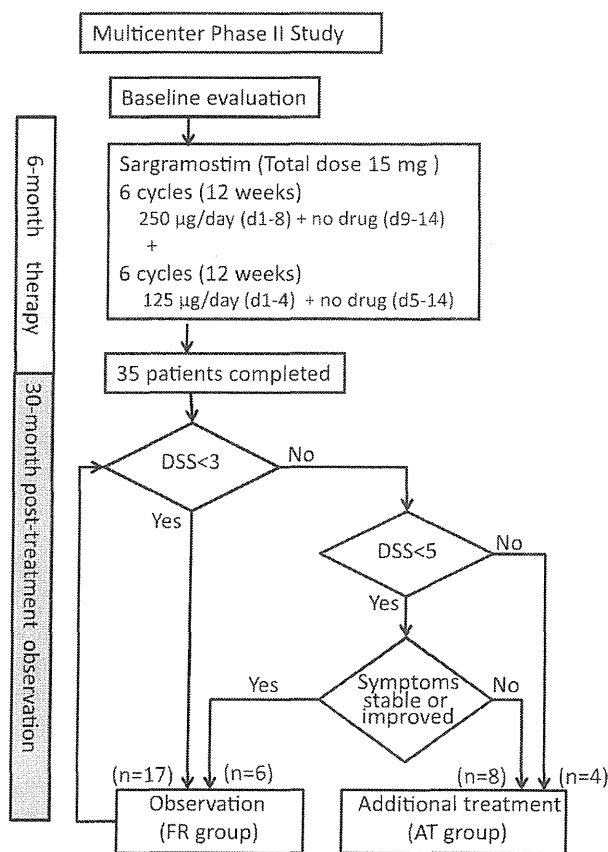 Multicenter Phase II Study
Baseline evaluation
Sargramostim (Total dose 15 mg )
6 cycles (12 weeks)
250 µg/day (d1-8) + no drug (d9-14)
+
6 cycles (12 weeks)
125 µg/day (d1-4) + no drug (d5-14)
6-month therapy
35 patients completed
30-month post-treatment observation
DSS<3
No
Yes
DSS<5
No
Yes
Symptoms
stable or
improved
Yes
No
(n=17)
(n=6)
(n=8)
(n=4)
Observation
(FR group)
Additional treatment
(AT group)